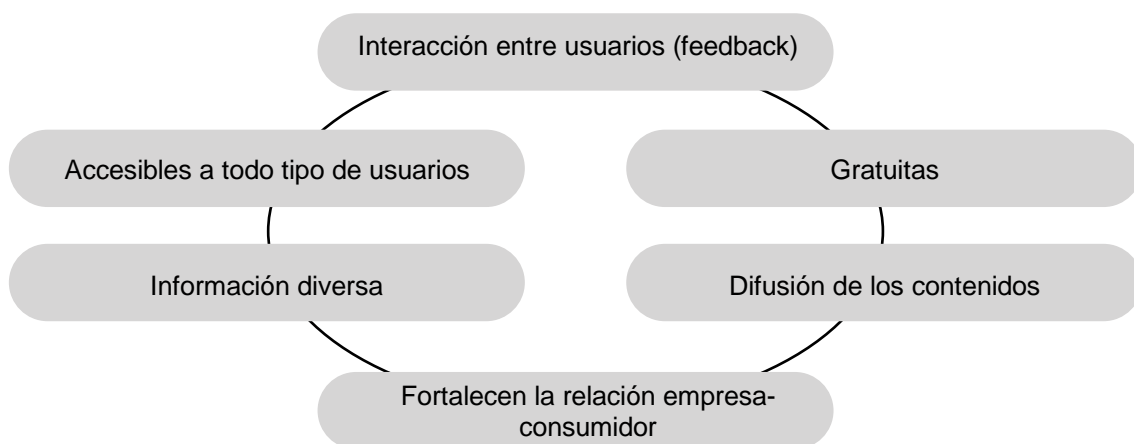 Interacción entre usuarios (feedback)
Accesibles a todo tipo de usuarios
Gratuitas
Información diversa
Difusión de los contenidos
Fortalecen la relación empresa-
consumidor